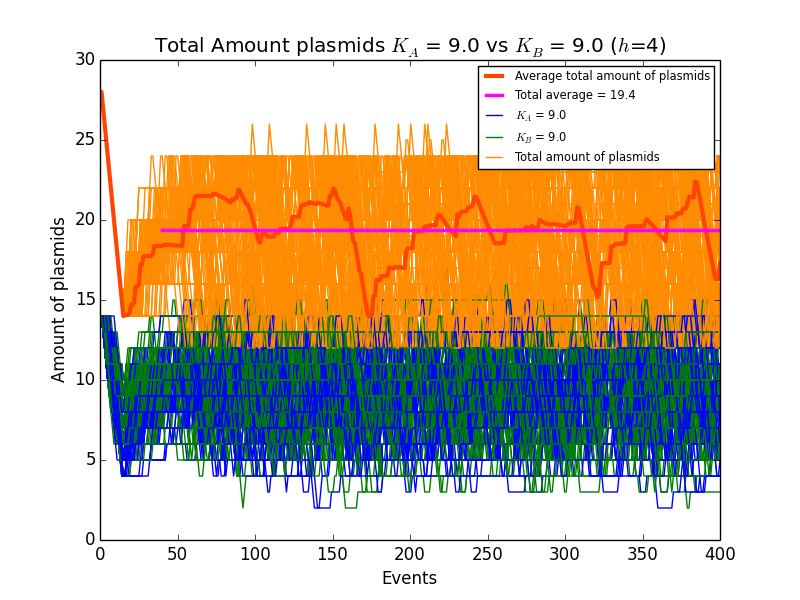 Total Amount plasmids K_A = 9.0 vs K_B = 9.0 (h=4)
Average total amount of plasmids
Total average = 19.4
K_A = 9.0
K_B = 9.0
Total amount of plasmids
Amount of plasmids
30
25
20
15
10
5
0
0 50 100 150 200 250 300 350 400
Events